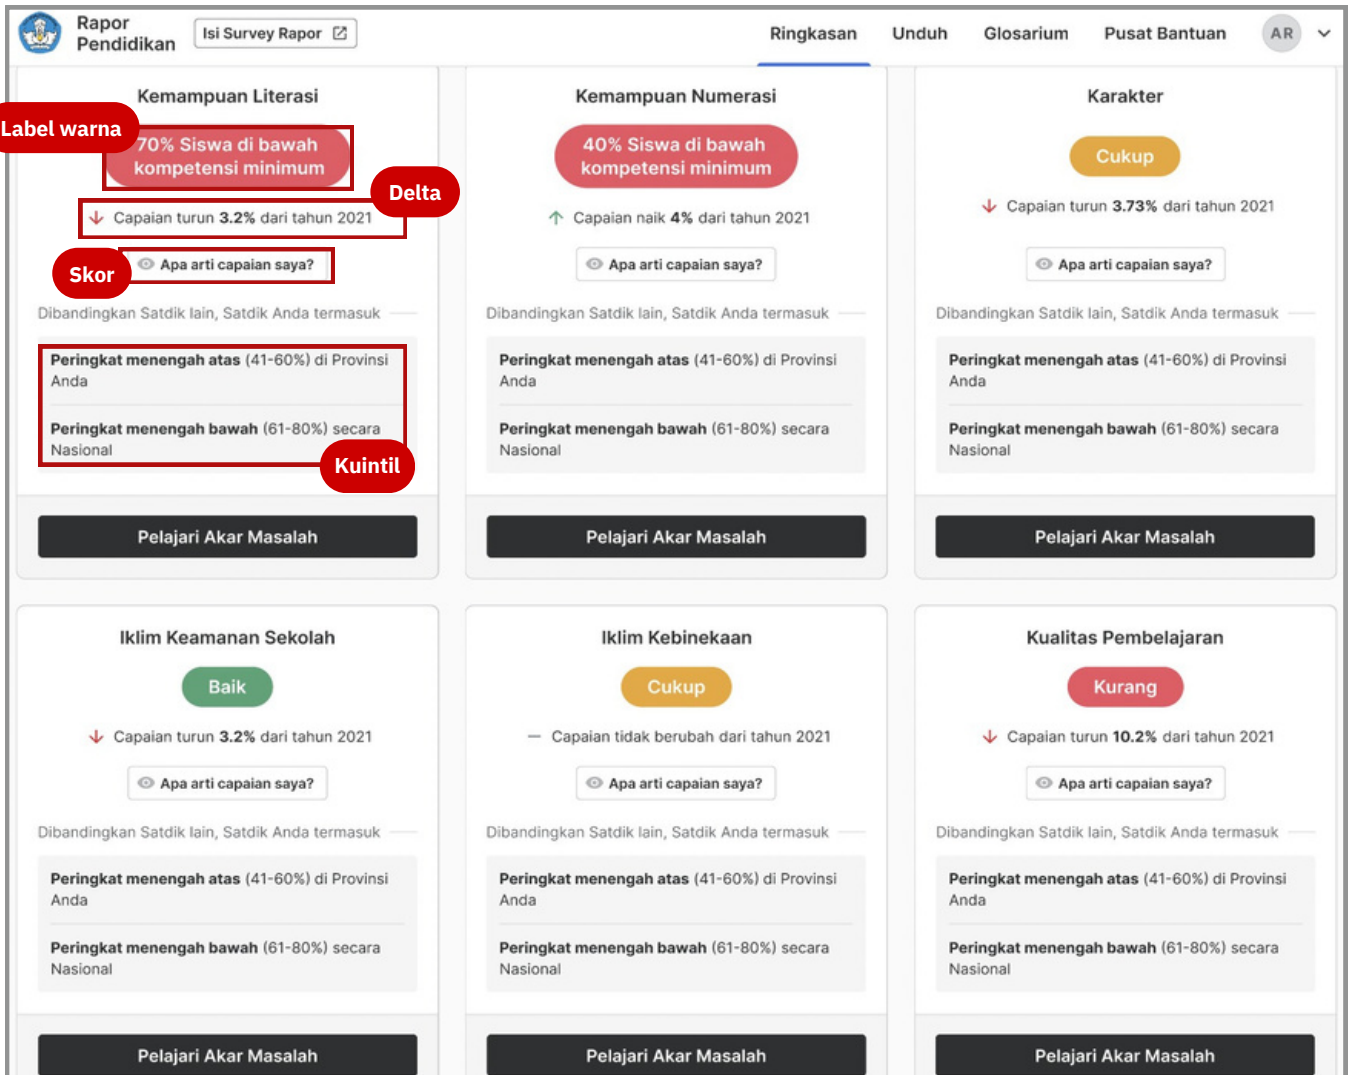 Rapor
Pendidikan
Isi Survey Rapor
Ringkasan
Unduh
Glosarium
Pusat Bantuan
AR
Kemampuan Literasi
Label warna
70% Siswa di bawah
kompetensi minimum
Delta
Capaian turun 3.2% dari tahun 2021
Skor
Apa arti capaian saya?
Dibandingkan Satdik lain, Satdik Anda termasuk
Peringkat menengah atas (41-60%) di Provinsi
Anda
Peringkat menengah bawah (61-80%) secara
Nasional
Kuintil
Pelajari Akar Masalah
Kemampuan Numerasi
40% Siswa di bawah
kompetensi minimum
Capaian naik 4% dari tahun 2021
Apa arti capaian saya?
Dibandingkan Satdik lain, Satdik Anda termasuk
Peringkat menengah atas (41-60%) di Provinsi
Anda
Peringkat menengah bawah (61-80%) secara
Nasional
Pelajari Akar Masalah
Karakter
Cukup
Capaian turun 3.73% dari tahun 2021
Apa arti capaian saya?
Dibandingkan Satdik lain, Satdik Anda termasuk
Peringkat menengah atas (41-60%) di Provinsi
Anda
Peringkat menengah bawah (61-80%) secara
Nasional
Pelajari Akar Masalah
Iklim Keamanan Sekolah
Baik
Capaian turun 3.2% dari tahun 2021
Apa arti capaian saya?
Dibandingkan Satdik lain, Satdik Anda termasuk
Peringkat menengah atas (41-60%) di Provinsi
Anda
Peringkat menengah bawah (61-80%) secara
Nasional
Pelajari Akar Masalah
Iklim Kebinekaan
Cukup
Capaian tidak berubah dari tahun 2021
Apa arti capaian saya?
Dibandingkan Satdik lain, Satdik Anda termasuk
Peringkat menengah atas (41-60%) di Provinsi
Anda
Peringkat menengah bawah (61-80%) secara
Nasional
Pelajari Akar Masalah
Kualitas Pembelajaran
Kurang
Capaian turun 10.2% dari tahun 2021
Apa arti capaian saya?
Dibandingkan Satdik lain, Satdik Anda termasuk
Peringkat menengah atas (41-60%) di Provinsi
Anda
Peringkat menengah bawah (61-80%) secara
Nasional
Pelajari Akar Masalah